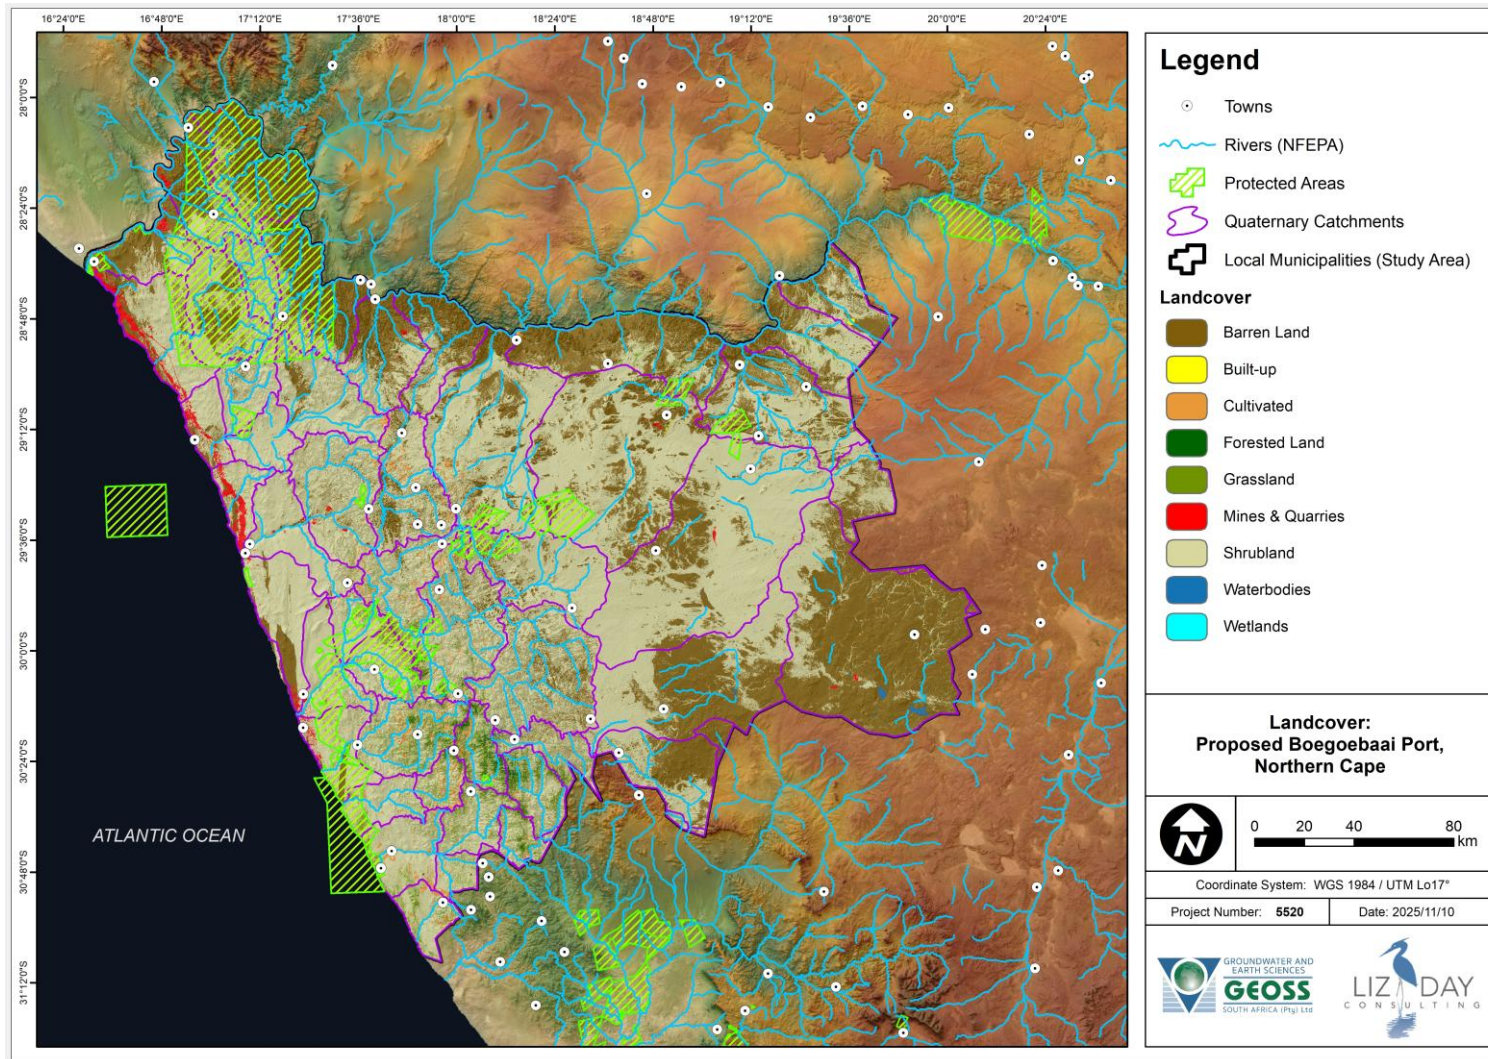 16°24'0"E 16°48'0"E 17°12'0"E 17°36'0"E 18°0'0"E 18°24'0"E 18°48'0"E 19°12'0"E 19°36'0"E 20°0'0"E 20°24'0"E
28°0'0"S
28°24'0"S
28°48'0"S
29°12'0"S
29°36'0"S
30°0'0"S
30°24'0"S
30°48'0"S
31°12'0"S
ATLANTIC OCEAN
Legend
Towns
Rivers (NFEPA)
Protected Areas
Quaternary Catchments
Local Municipalities (Study Area)
Landcover
Barren Land
Built-up
Cultivated
Forested Land
Grassland
Mines & Quarries
Shrubland
Waterbodies
Wetlands
Landcover:
Proposed Boegoebaai Port,
Northern Cape
N
0 20 40 80
km
Coordinate System: WGS 1984 / UTM Lo17°
Project Number: 5520
Date: 2025/11/10
GROUNDWATER AND
EARTH SCIENCES
GEOSS
SOUTH AFRICA (Pty) Ltd
LIZ DAY
CONSULTING